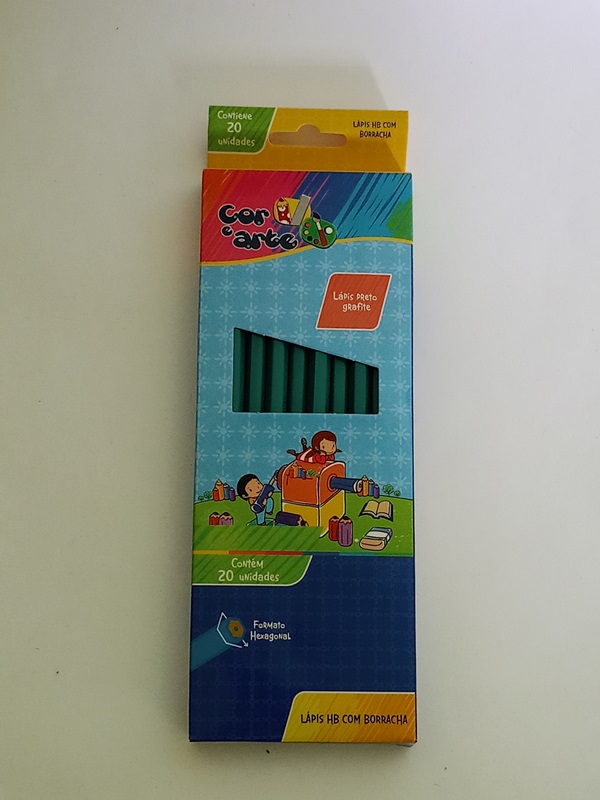 Contiene
20
unidades
LÁPIS HB COM
BORRACHA
Cor
e arte
Lápis preto
grafite
Contém
20 unidades
Formato
Hexagonal
LÁPIS HB COM BORRACHA